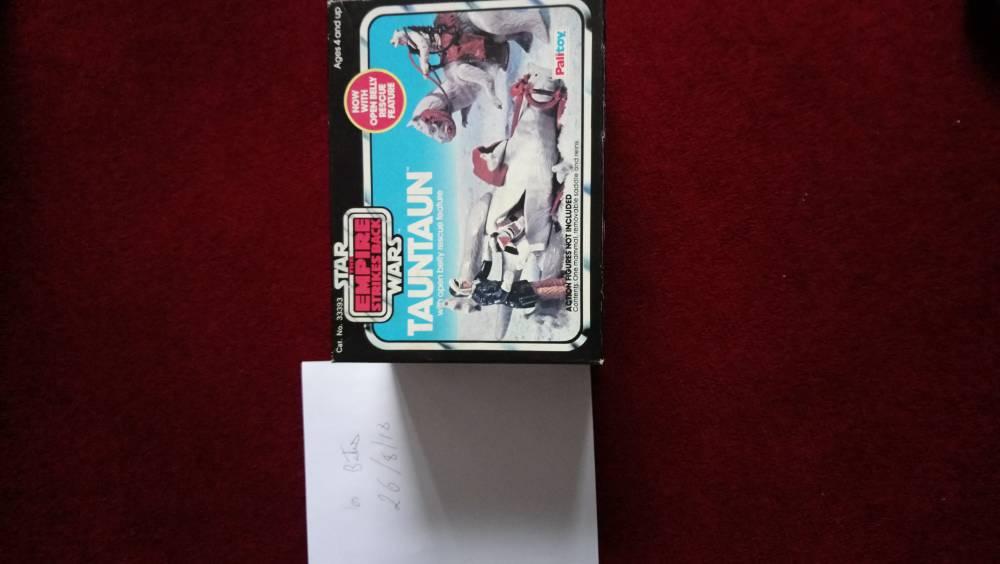 Cat. No. 33393
Ages 4 and up
STAR
THE
EMPIRE
STRIKES BACK
WARS
NOW
WITH
OPEN BELLY
RESCUE
FEATURE
TAUNTAUN™
with open belly rescue feature
Palitoy
ACTION FIGURES NOT INCLUDED
Contents: One mammal, removable saddle and reins
26/8/18